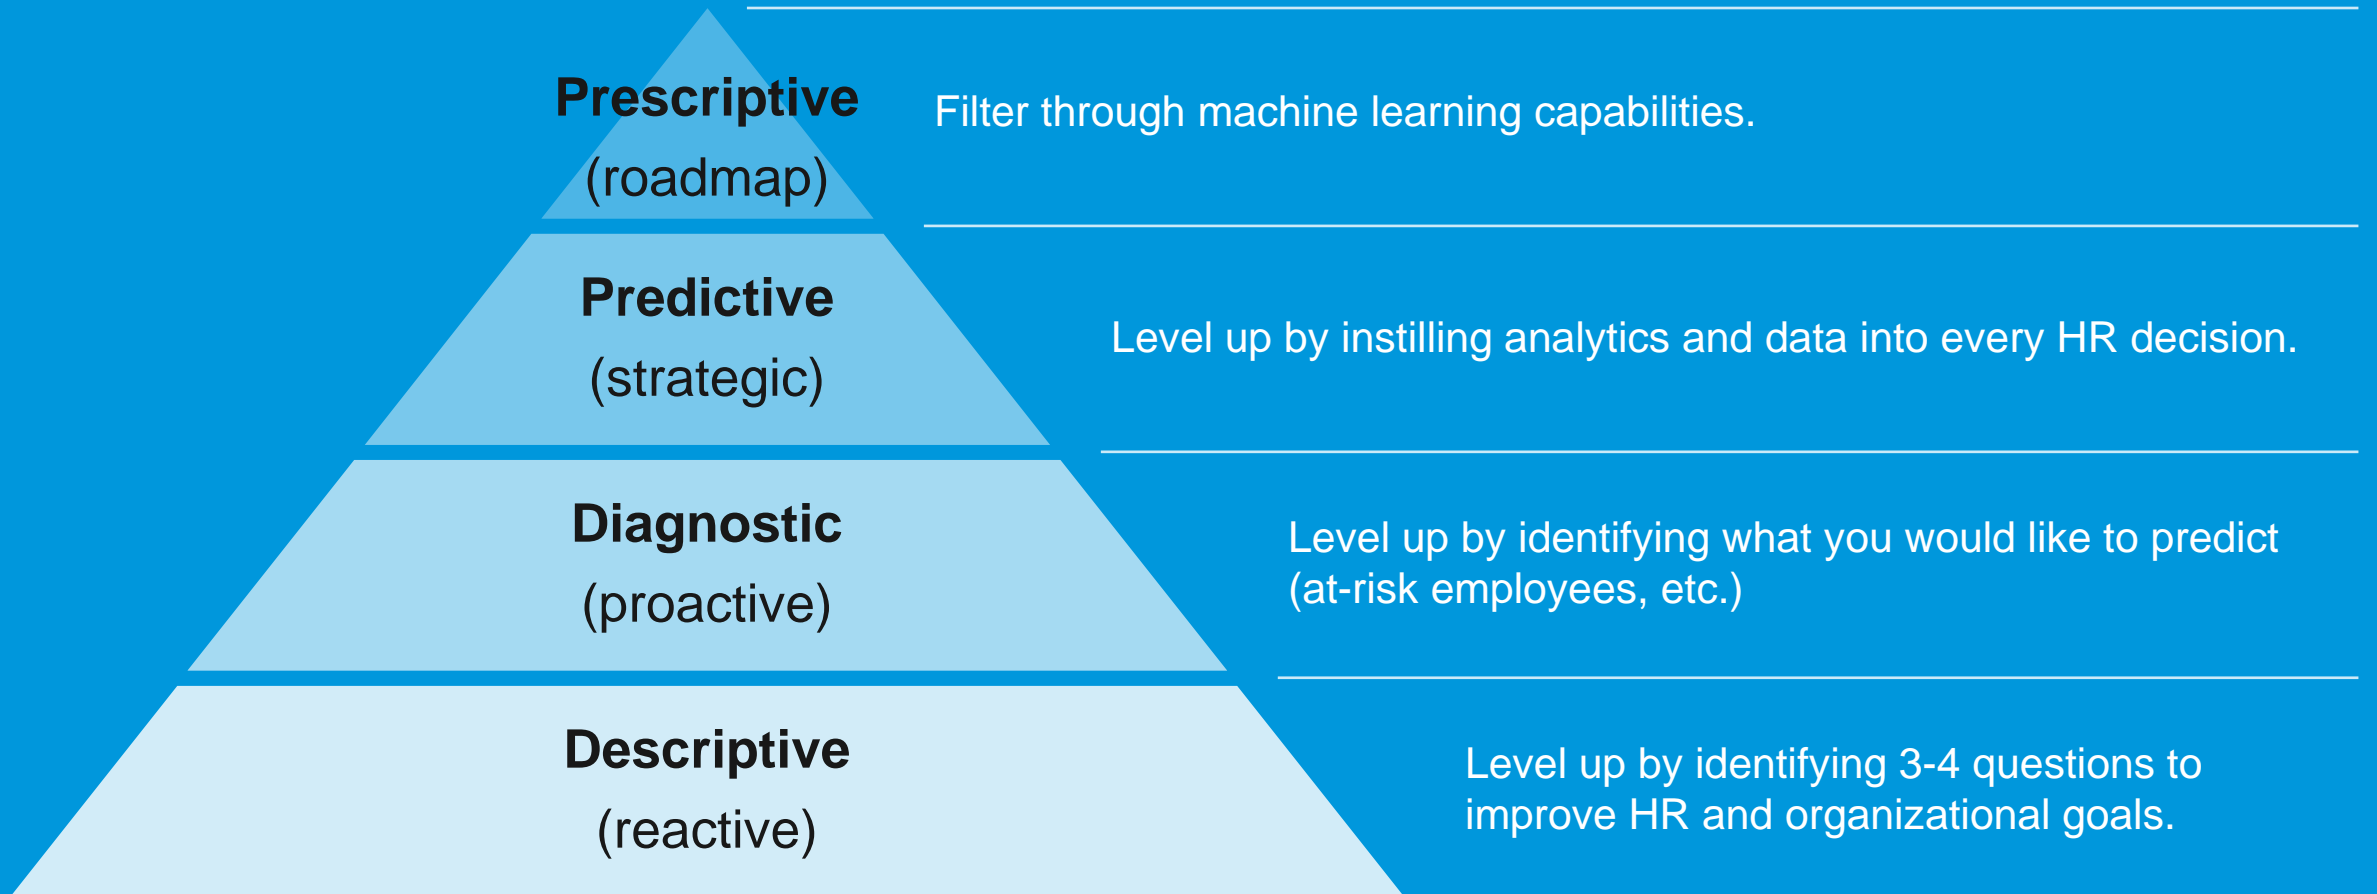 Prescriptive
(roadmap)
Filter through machine learning capabilities.
Predictive
(strategic)
Level up by instilling analytics and data into every HR decision.
Diagnostic
(proactive)
Level up by identifying what you would like to predict
(at-risk employees, etc.)
Descriptive
(reactive)
Level up by identifying 3-4 questions to
improve HR and organizational goals.